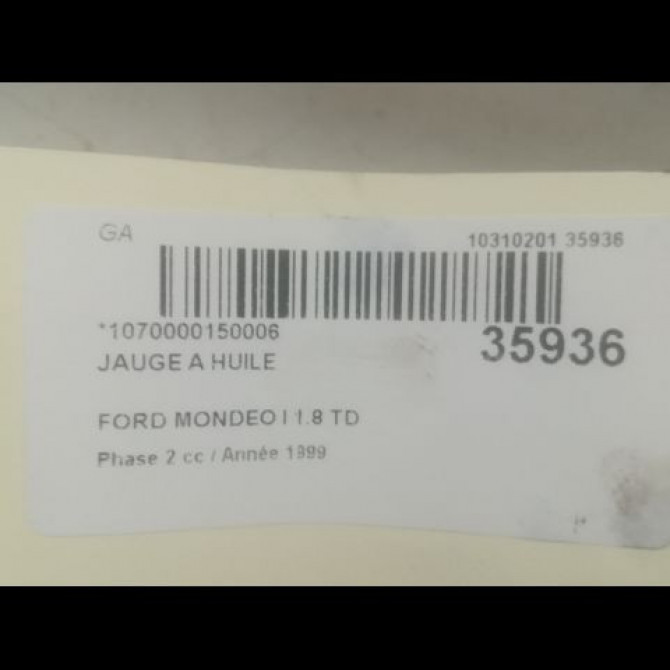 GA
10310201 35936
*1070000150006
35936
JAUGE A HUILE
FORD MONDEO I 1.8 TD
Phase 2 cc / Année 1999